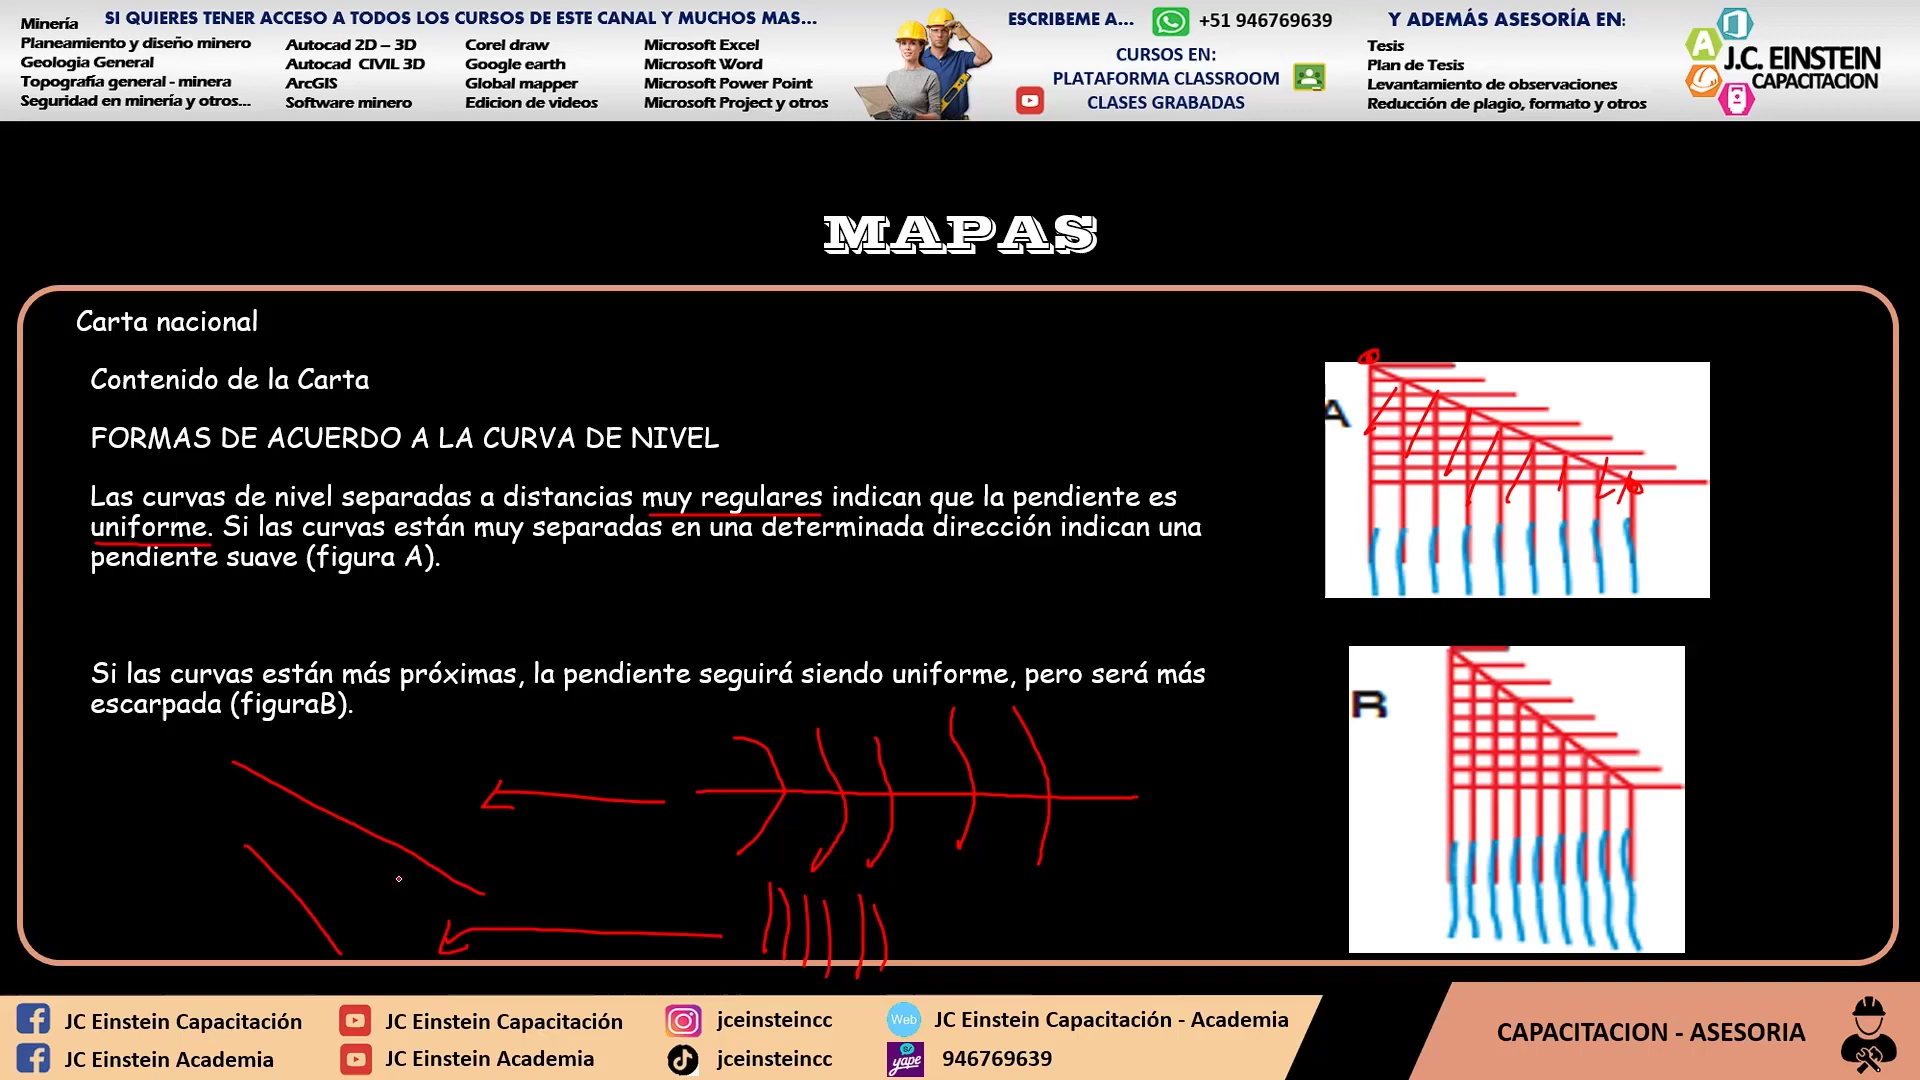 SI QUIERES TENER ACCESO A TODOS LOS CURSOS DE ESTE CANAL Y MUCHOS MAS...
Minería
Planeamiento y diseño minero
Geologia General
Topografía general - minera
Seguridad en minería y otros...
Autocad 2D – 3D
Autocad CIVIL 3D
ArcGIS
Software minero
Corel draw
Google earth
Global mapper
Edicion de videos
Microsoft Excel
Microsoft Word
Microsoft Power Point
Microsoft Project y otros
ESCRIBEME A... +51 946769639
CURSOS EN:
PLATAFORMA CLASSROOM
CLASES GRABADAS
Y ADEMÁS ASESORÍA EN:
Tesis
Plan de Tesis
Levantamiento de observaciones
Reducción de plagio, formato y otros
J.C. EINSTEIN
CAPACITACION
MAPAS
Carta nacional
Contenido de la Carta
FORMAS DE ACUERDO A LA CURVA DE NIVEL
Las curvas de nivel separadas a distancias muy regulares indican que la pendiente es
uniforme. Si las curvas están muy separadas en una determinada dirección indican una
pendiente suave (figura A).
A
Si las curvas están más próximas, la pendiente seguirá siendo uniforme, pero será más
escarpada (figuraB).
B
JC Einstein Capacitación
JC Einstein Academia
JC Einstein Capacitación
JC Einstein Academia
jceinsteincc
jceinsteincc
Web JC Einstein Capacitación - Academia
yape 946769639
CAPACITACION - ASESORIA